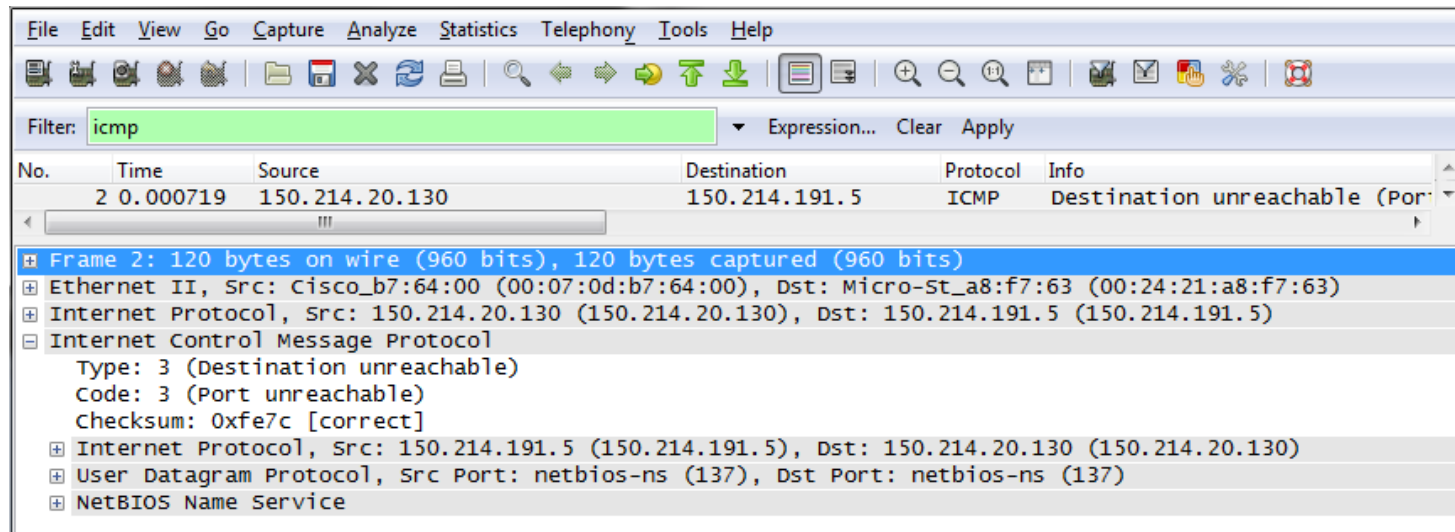 File Edit View Go Capture Analyze Statistics Telephony Tools Help
Filter: icmp Expression... Clear Apply
No. Time Source Destination Protocol Info
2 0.000719 150.214.20.130 150.214.191.5 ICMP Destination unreachable (Por
Frame 2: 120 bytes on wire (960 bits), 120 bytes captured (960 bits)
Ethernet II, Src: Cisco_b7:64:00 (00:07:0d:b7:64:00), Dst: Micro-St_a8:f7:63 (00:24:21:a8:f7:63)
Internet Protocol, Src: 150.214.20.130 (150.214.20.130), Dst: 150.214.191.5 (150.214.191.5)
Internet Control Message Protocol
Type: 3 (Destination unreachable)
Code: 3 (Port unreachable)
Checksum: 0xfe7c [correct]
Internet Protocol, Src: 150.214.191.5 (150.214.191.5), Dst: 150.214.20.130 (150.214.20.130)
User Datagram Protocol, Src Port: netbios-ns (137), Dst Port: netbios-ns (137)
NetBIOS Name Service